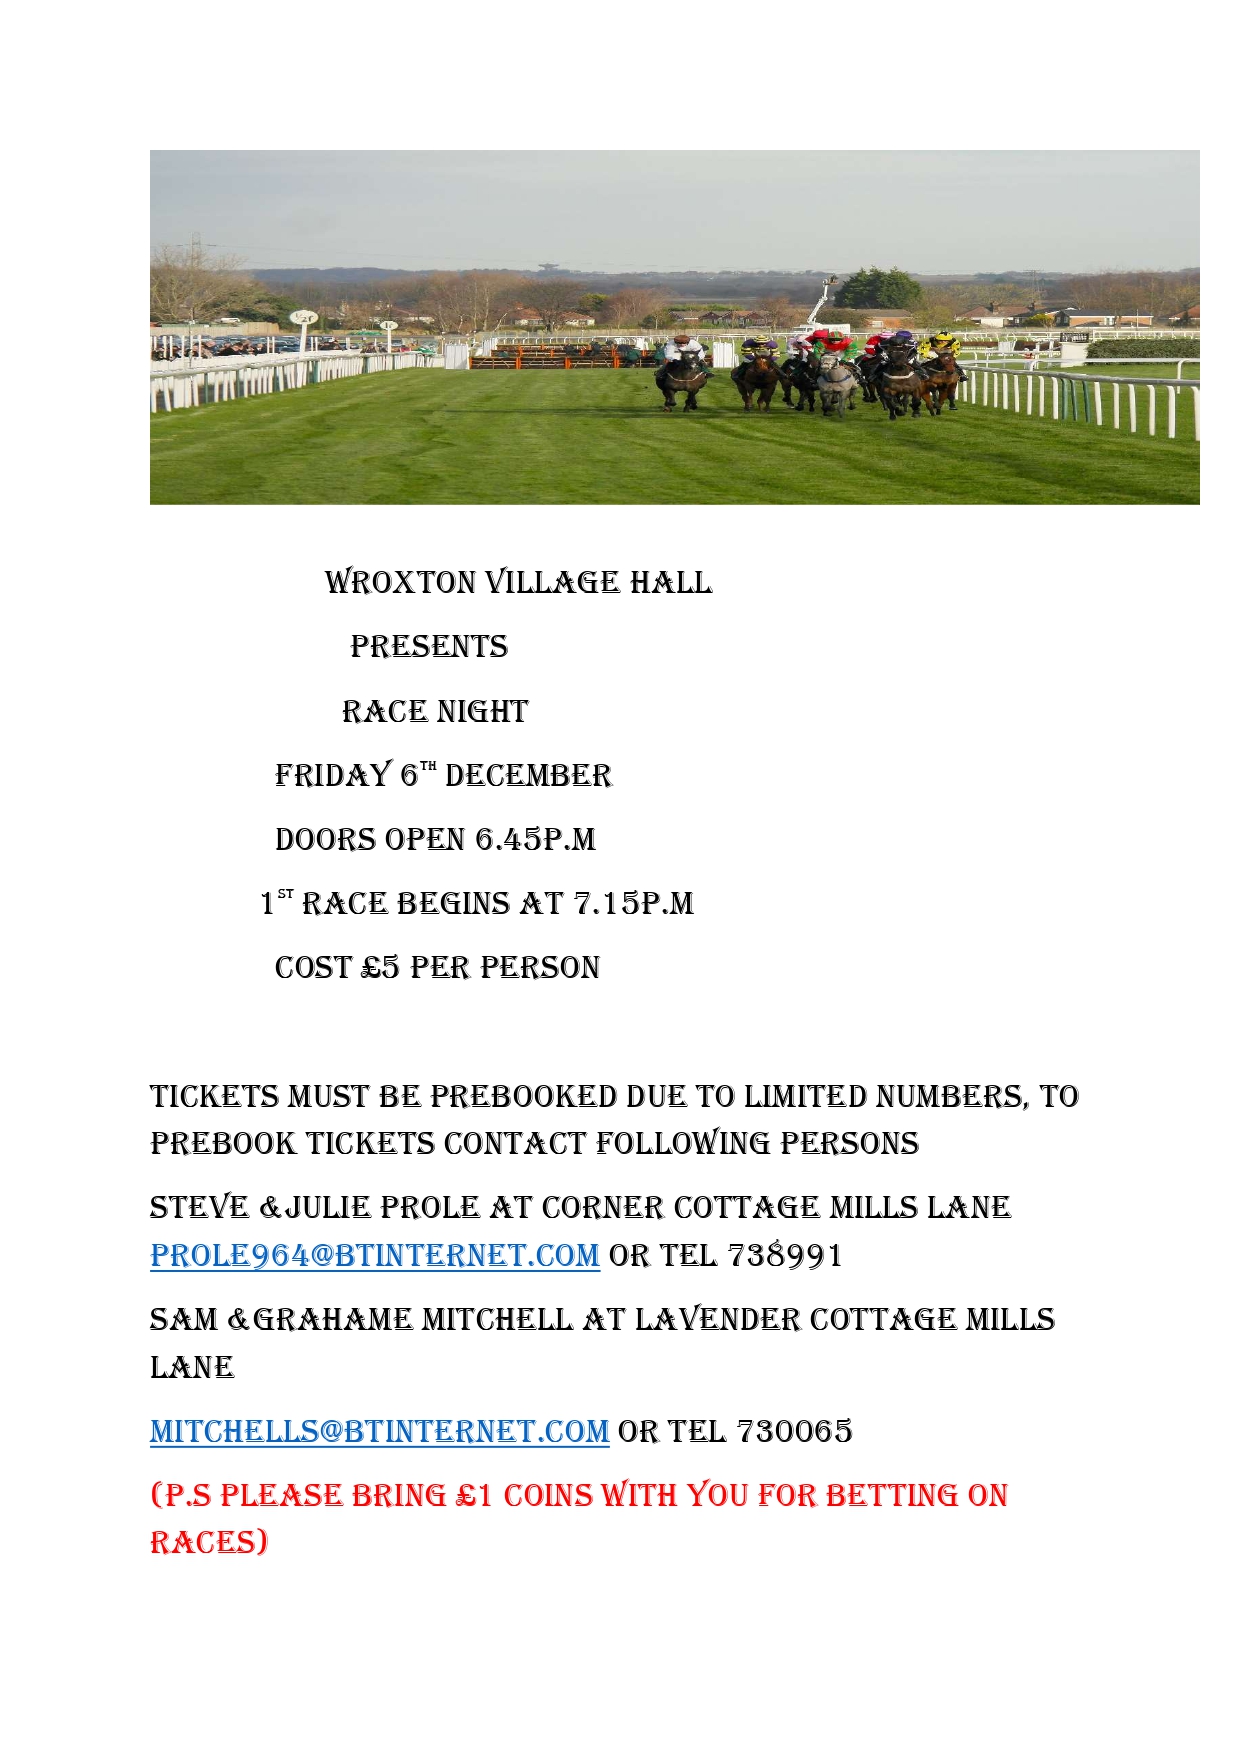 WROXTON VILLAGE HALL
PRESENTS
RACE NIGHT
FRIDAY 6TH DECEMBER
DOORS OPEN 6.45P.M
1ST RACE BEGINS AT 7.15P.M
COST £5 PER PERSON
TICKETS MUST BE PREBOOKED DUE TO LIMITED NUMBERS, TO
PREBOOK TICKETS CONTACT FOLLOWING PERSONS
STEVE &JULIE PROLE AT CORNER COTTAGE MILLS LANE
PROLE964@BTINTERNET.COM OR TEL 738991
SAM &GRAHAME MITCHELL AT LAVENDER COTTAGE MILLS
LANE
MITCHELLS@BTINTERNET.COM OR TEL 730065
(P.S PLEASE BRING £1 COINS WITH YOU FOR BETTING ON
RACES)